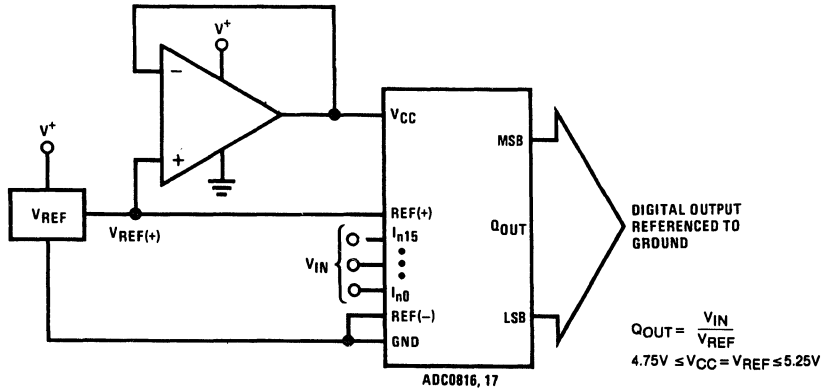 V+
−
V+
+
VCC
MSB
VREF
VREF(+)
REF(+)
In15
VIN
In0
REF(−)
GND
QOUT
LSB
DIGITAL OUTPUT
REFERENCED TO
GROUND
QOUT = VIN
VREF
4.75V ≤ VCC = VREF ≤ 5.25V
ADC0816, 17